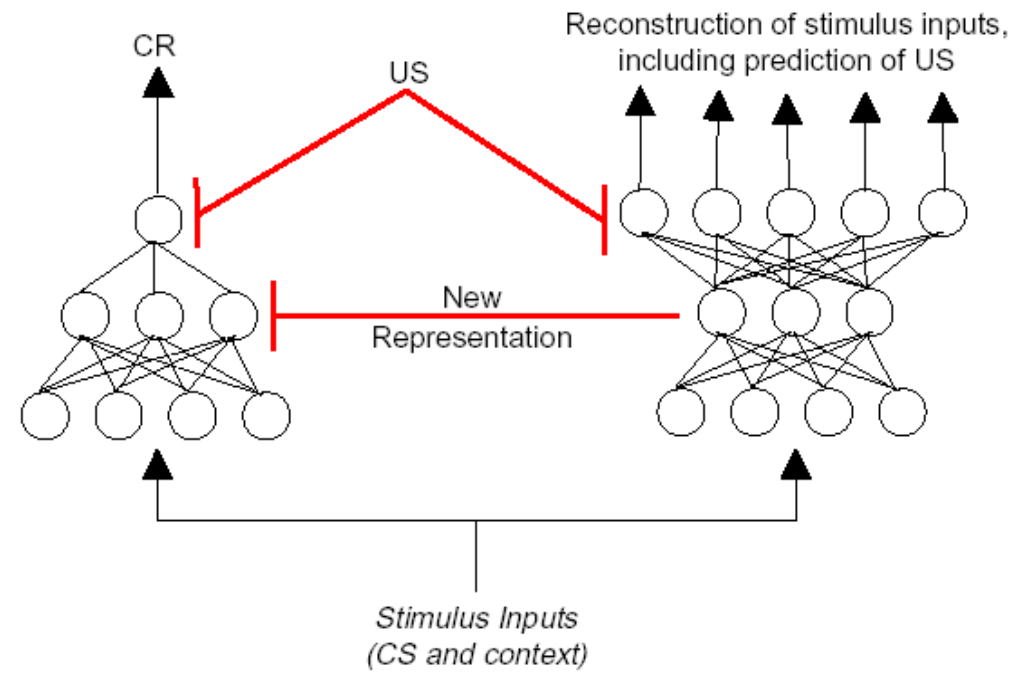 CR
US
Reconstruction of stimulus inputs,
including prediction of US
New
Representation
Stimulus Inputs
(CS and context)